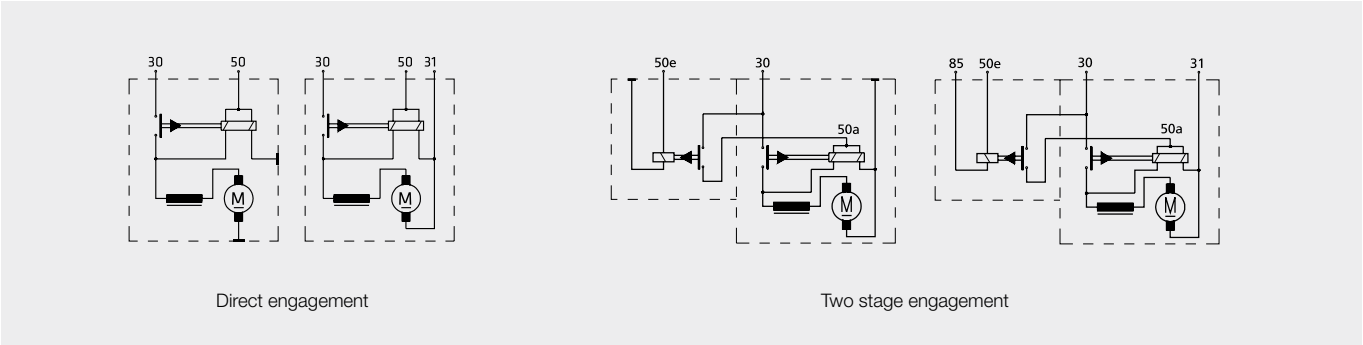 30 50
M
30 50 31
M
50e 30
50a
M
85 50e 30 31
50a
M
Direct engagement
Two stage engagement